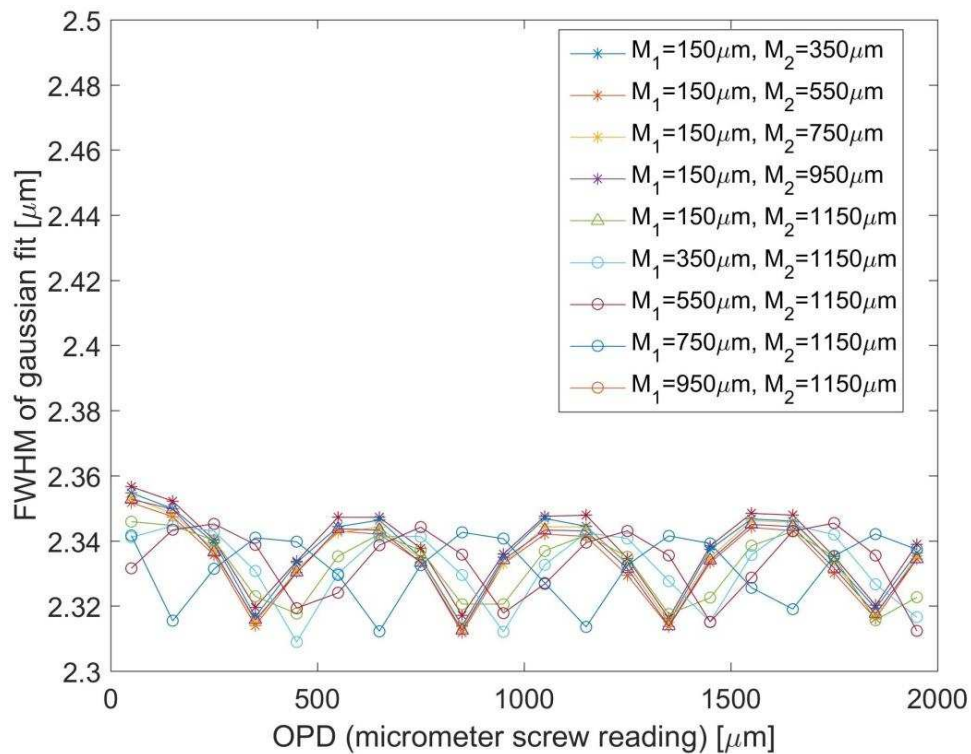 2.5
2.48
2.46
2.44
2.42
2.4
2.38
2.36
2.34
2.32
2.3
FWHM of gaussian fit [μm]
M₁=150μm, M₂=350μm
M₁=150μm, M₂=550μm
M₁=150μm, M₂=750μm
M₁=150μm, M₂=950μm
M₁=150μm, M₂=1150μm
M₁=350μm, M₂=1150μm
M₁=550μm, M₂=1150μm
M₁=750μm, M₂=1150μm
M₁=950μm, M₂=1150μm
0 500 1000 1500 2000
OPD (micrometer screw reading) [μm]